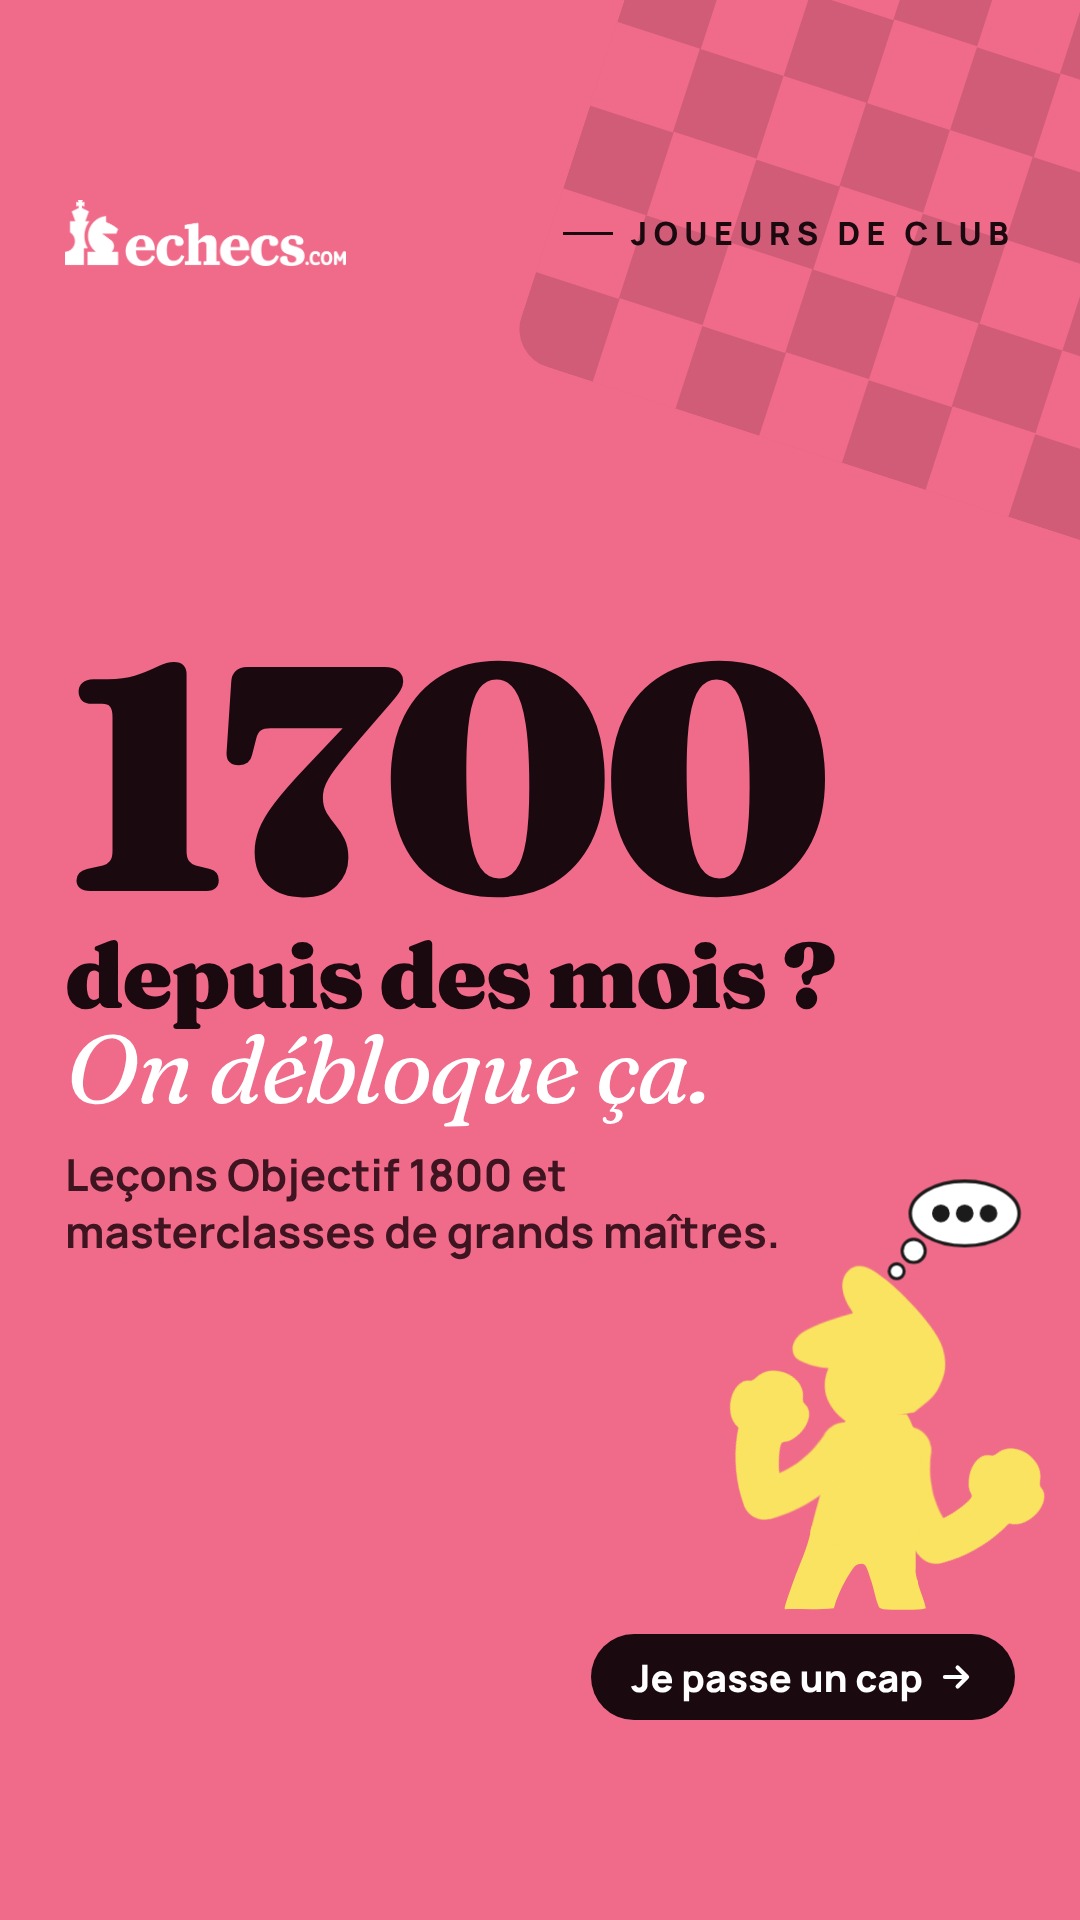 echecs.COM
— JOUEURS DE CLUB
1700
depuis des mois ?
On débloque ça.
Leçons Objectif 1800 et
masterclasses de grands maîtres.
Je passe un cap →